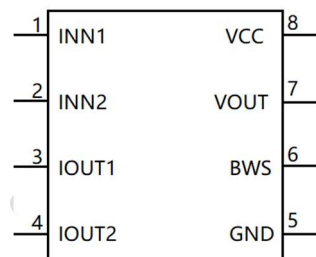 1 INN1 VCC 8
2 INN2 VOUT 7
3 IOUT1 BWS 6
4 IOUT2 GND 5